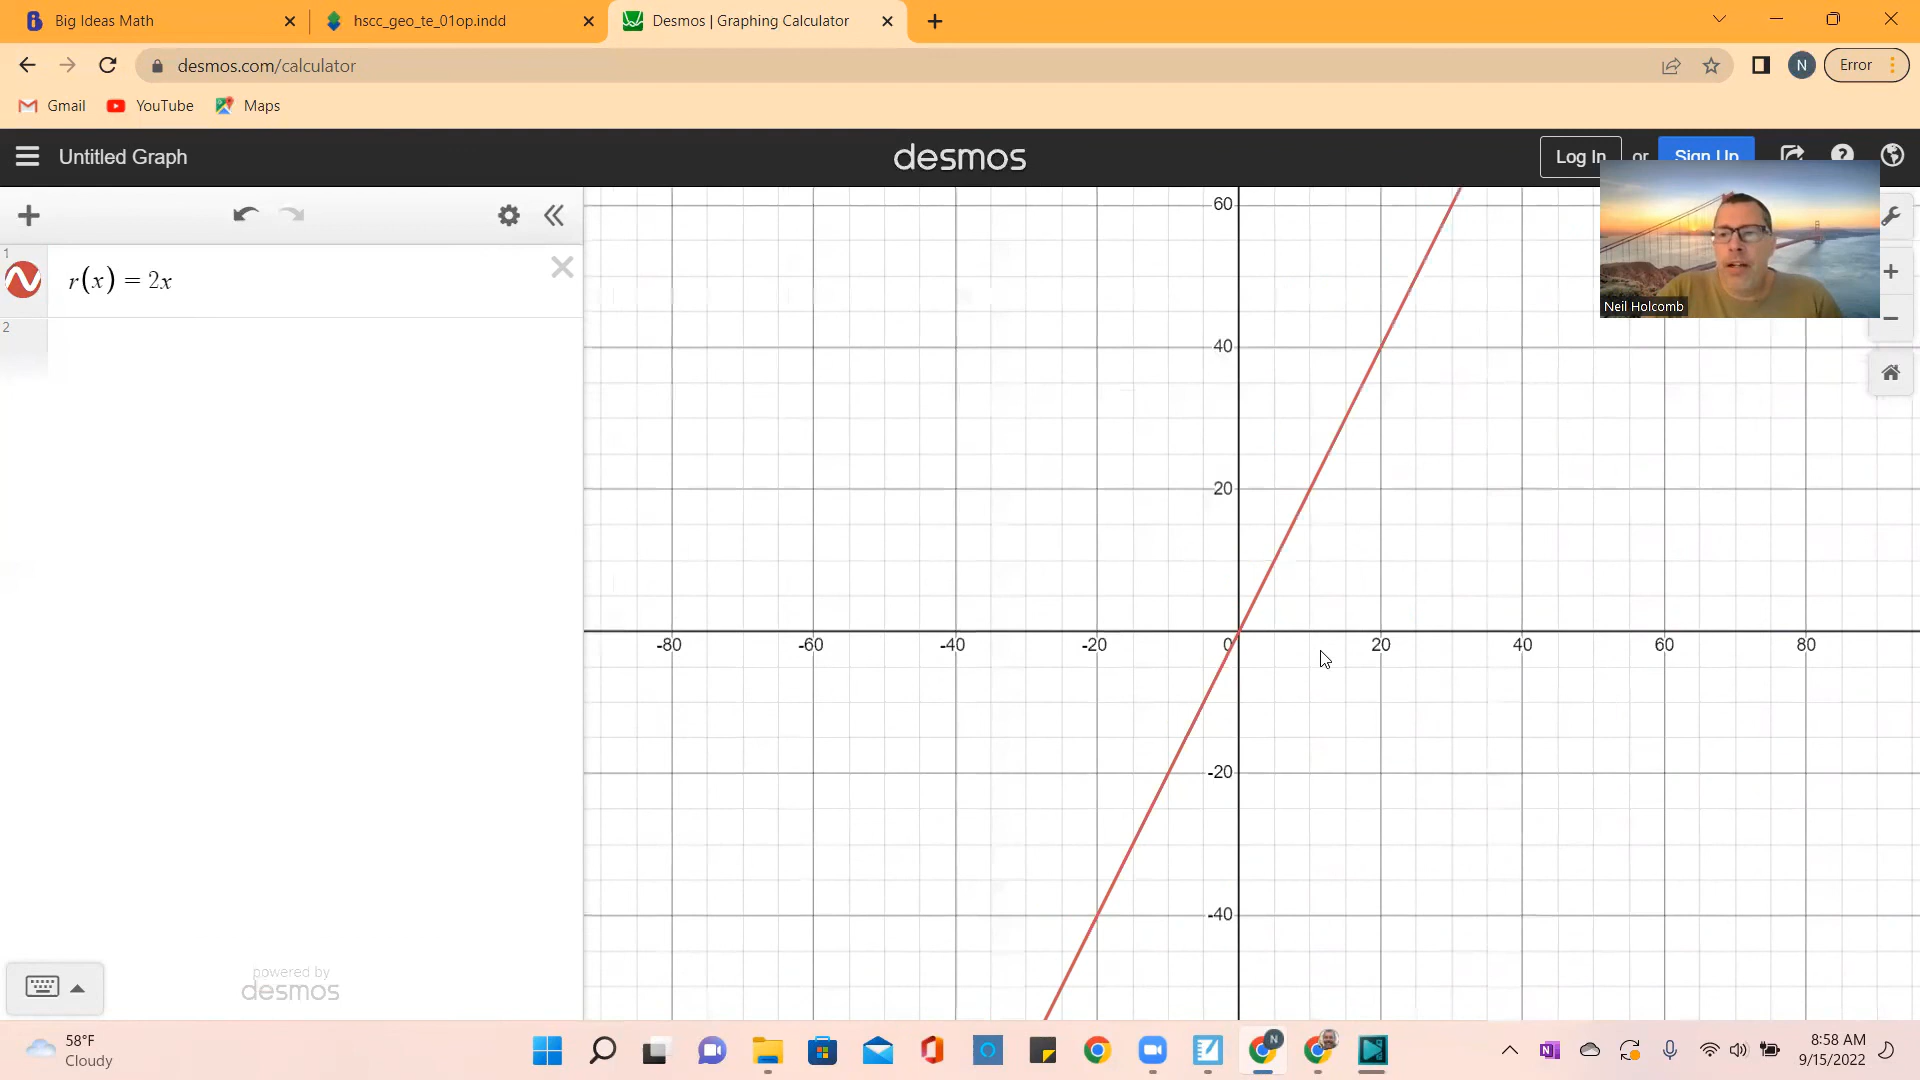 Big Ideas Math
hscc_geo_te_01op.indd
Desmos | Graphing Calculator
desmos.com/calculator
N
Error
Gmail
YouTube
Maps
Untitled Graph
desmos
Log In
or
Sign Up
Neil Holcomb
1
r(x) = 2x
2
60
40
20
-80
-60
-40
-20
0
20
40
60
80
-20
-40
powered by
desmos
58°F
Cloudy
8:58 AM
9/15/2022